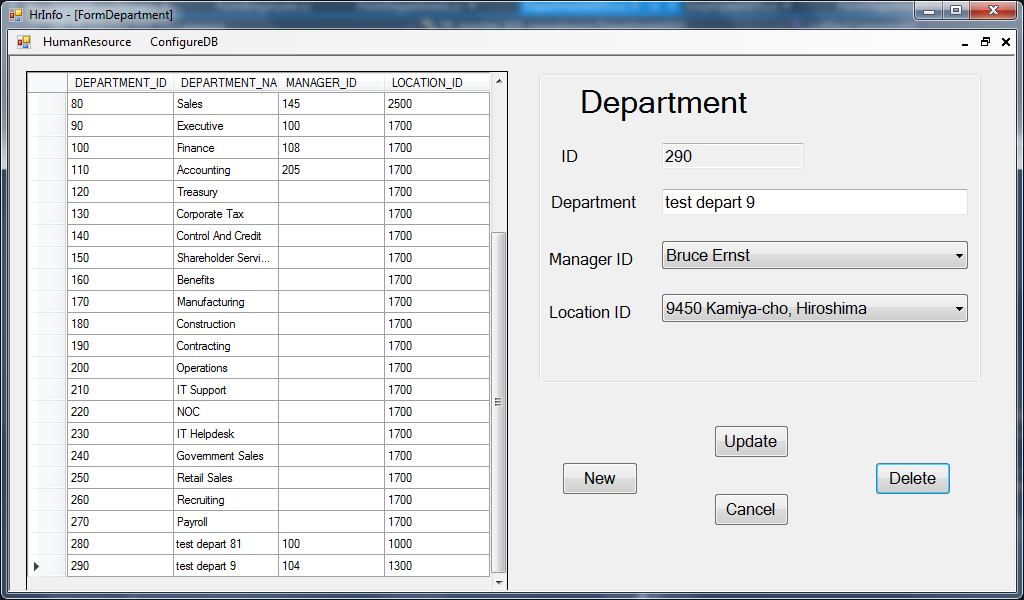 HrInfo - [FormDepartment]
HumanResource ConfigureDB
DEPARTMENT_ID DEPARTMENT_NA MANAGER_ID LOCATION_ID
80 Sales 145 2500
90 Executive 100 1700
100 Finance 108 1700
110 Accounting 205 1700
120 Treasury 1700
130 Corporate Tax 1700
140 Control And Credit 1700
150 Shareholder Servi... 1700
160 Benefits 1700
170 Manufacturing 1700
180 Construction 1700
190 Contracting 1700
200 Operations 1700
210 IT Support 1700
220 NOC 1700
230 IT Helpdesk 1700
240 Government Sales 1700
250 Retail Sales 1700
260 Recruiting 1700
270 Payroll 1700
280 test depart 81 100 1000
290 test depart 9 104 1300
Department
ID 290
Department test depart 9
Manager ID Bruce Ernst
Location ID 9450 Kamiya-cho, Hiroshima
Update
New
Delete
Cancel